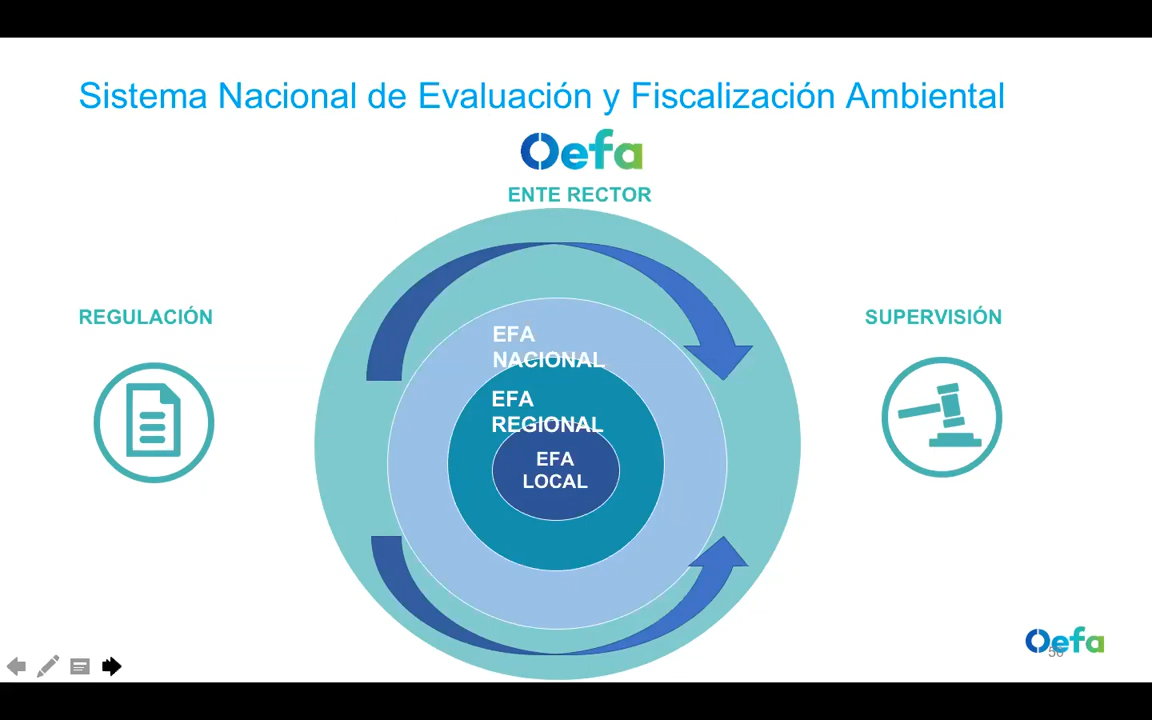 Sistema Nacional de Evaluación y Fiscalización Ambiental
Oefa
ENTE RECTOR
REGULACIÓN
SUPERVISIÓN
EFA
NACIONAL
EFA
REGIONAL
EFA
LOCAL
Oefa